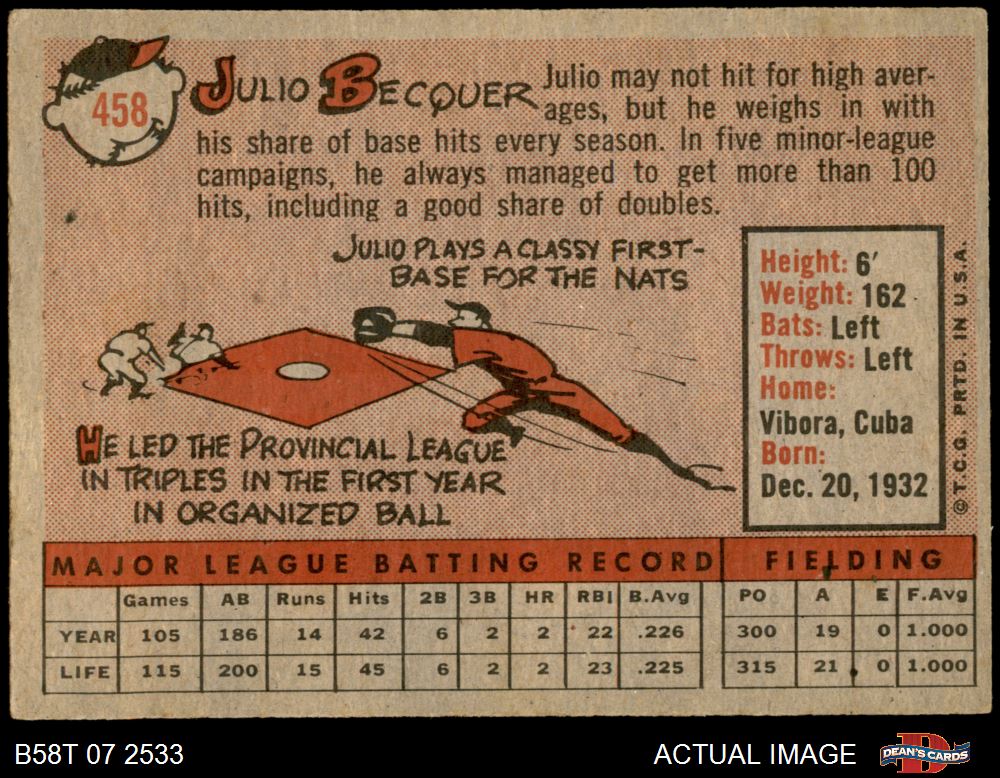 458
JULIO BECQUER
Julio may not hit for high aver-
ages, but he weighs in with
his share of base hits every season. In five minor-league
campaigns, he always managed to get more than 100
hits, including a good share of doubles.
JULIO PLAYS A CLASSY FIRST-
BASE FOR THE NATS
HE LED THE PROVINCIAL LEAGUE
IN TRIPLES IN THE FIRST YEAR
IN ORGANIZED BALL
Height: 6'
Weight: 162
Bats: Left
Throws: Left
Home:
Vibora, Cuba
Born:
Dec. 20, 1932
© T.C.G. PRTD. IN U.S.A.
MAJOR LEAGUE BATTING RECORD FIELDING
Games AB Runs Hits 2B 3B HR RBI B.Avg PO A E F.Avg
YEAR 105 186 14 42 6 2 2 22 .226 300 19 0 1.000
LIFE 115 200 15 45 6 2 2 23 .225 315 21 0 1.000
B58T 07 2533
ACTUAL IMAGE
D
DEAN'S CARDS